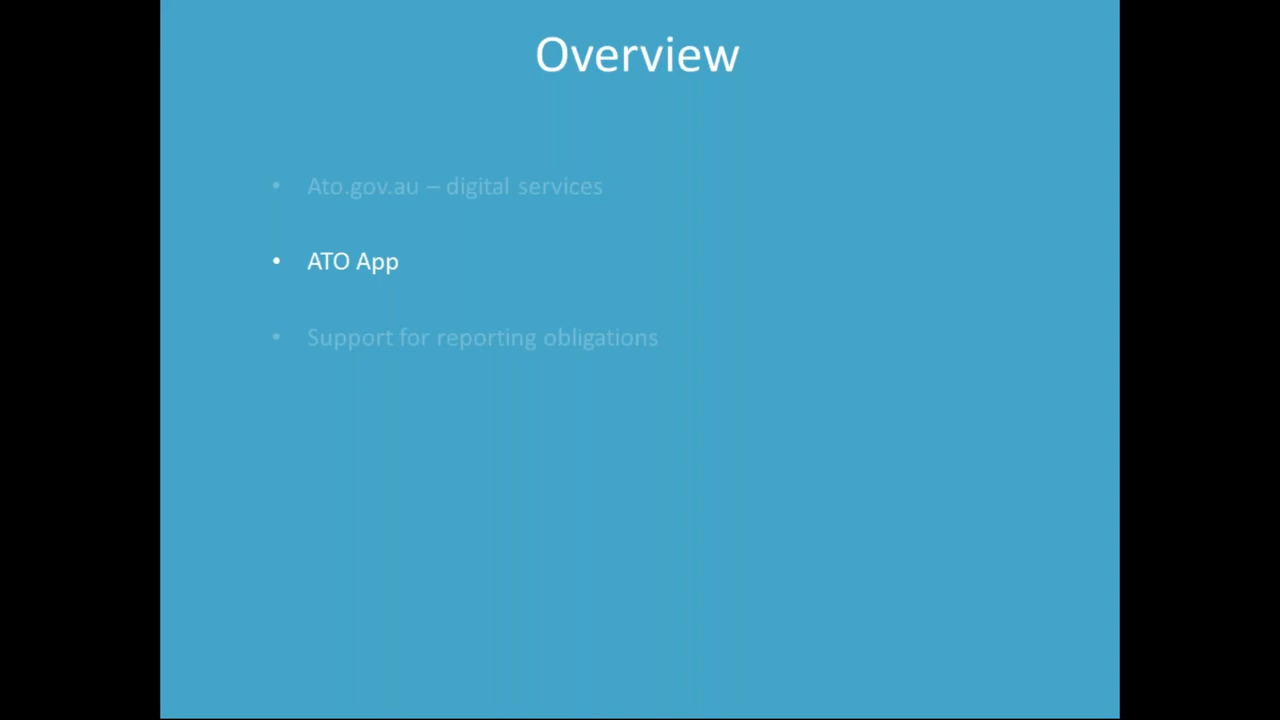 Overview
• Ato.gov.au – digital services
• ATO App
• Support for reporting obligations